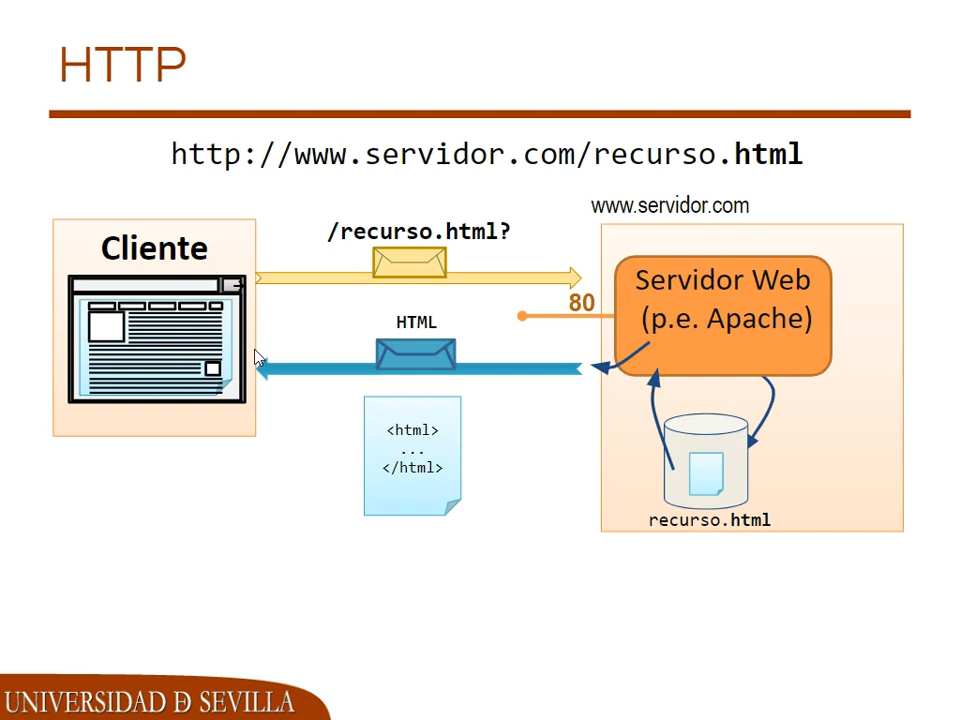 HTTP
http://www.servidor.com/recurso.html
www.servidor.com
/recurso.html?
Cliente
Servidor Web
(p.e. Apache)
80
HTML
<html>
...
</html>
recurso.html
UNIVERSIDAD DE SEVILLA